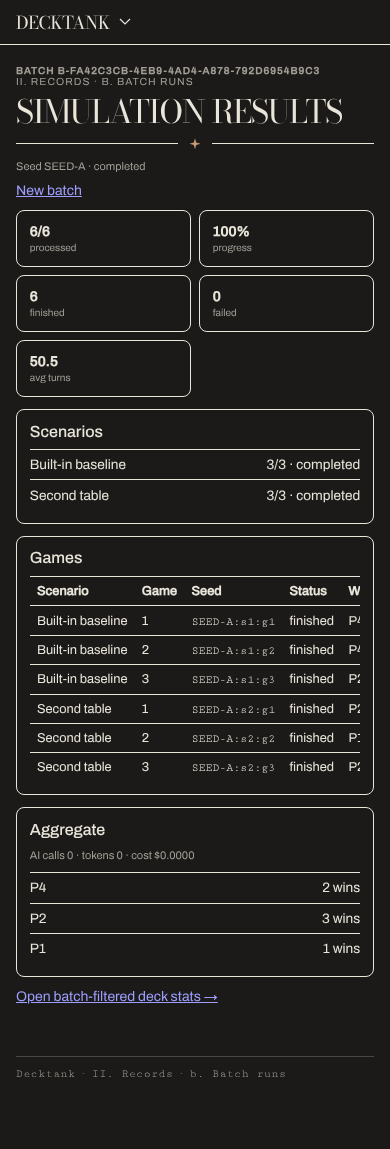 DECKTANK
BATCH B-FA42C3CB-4EB9-4AD4-A878-792D6954B9C3
II. RECORDS · B. BATCH RUNS
SIMULATION RESULTS
Seed SEED-A · completed
New batch
6/6
processed
100%
progress
6
finished
0
failed
50.5
avg turns
Scenarios
Built-in baseline 3/3 · completed
Second table 3/3 · completed
Games
Scenario Game Seed Status
Built-in baseline 1 SEED-A:s1:g1 finished P4
Built-in baseline 2 SEED-A:s1:g2 finished P4
Built-in baseline 3 SEED-A:s1:g3 finished P2
Second table 1 SEED-A:s2:g1 finished P2
Second table 2 SEED-A:s2:g2 finished P1
Second table 3 SEED-A:s2:g3 finished P2
Aggregate
AI calls 0 · tokens 0 · cost $0.0000
P4 2 wins
P2 3 wins
P1 1 wins
Open batch-filtered deck stats →
Decktank · II. Records · b. Batch runs